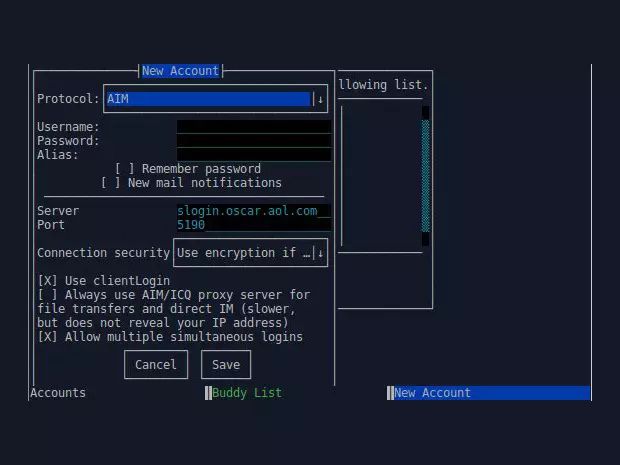 New Account
llowing list.
Protocol: AIM ↓
Username:
Password:
Alias:
[ ] Remember password
[ ] New mail notifications
Server slogin.oscar.aol.com
Port 5190
Connection security Use encryption if …↓
[X] Use clientLogin
[ ] Always use AIM/ICQ proxy server for
file transfers and direct IM (slower,
but does not reveal your IP address)
[X] Allow multiple simultaneous logins
Cancel Save
Accounts Buddy List New Account